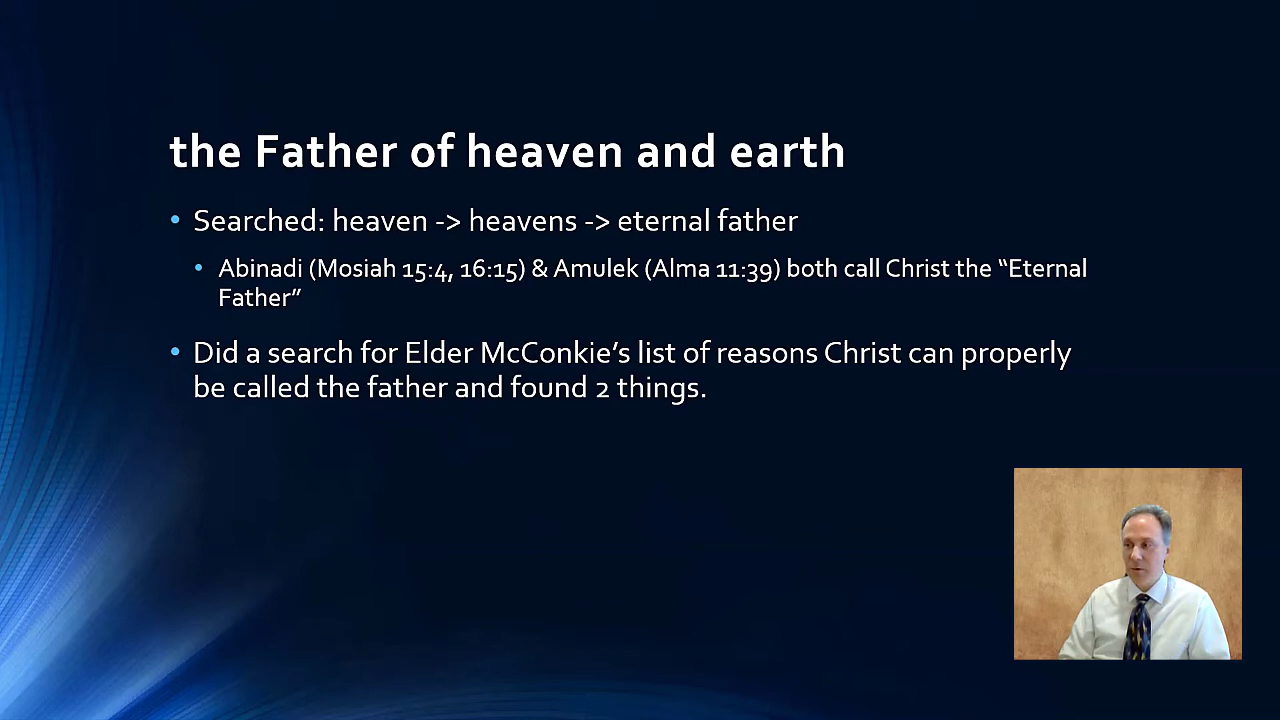 the Father of heaven and earth
• Searched: heaven -> heavens -> eternal father
• Abinadi (Mosiah 15:4, 16:15) & Amulek (Alma 11:39) both call Christ the “Eternal
Father”
• Did a search for Elder McConkie’s list of reasons Christ can properly
be called the father and found 2 things.